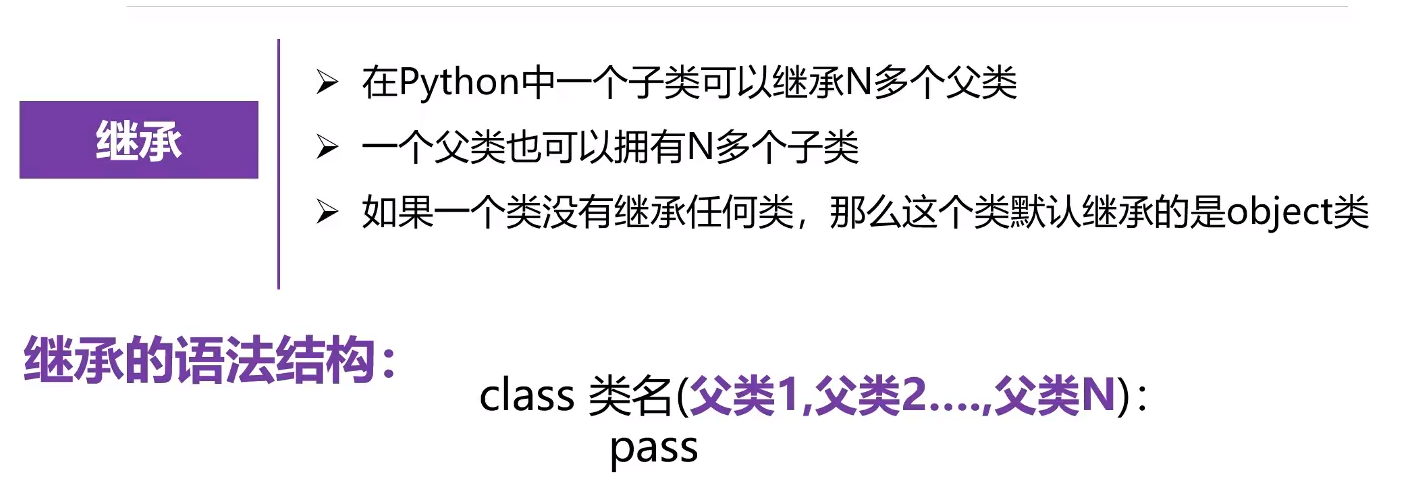 继承
➢ 在Python中一个子类可以继承N多个父类
➢ 一个父类也可以拥有N多个子类
➢ 如果一个类没有继承任何类，那么这个类默认继承的是object类
继承的语法结构：
class 类名(父类1,父类2….,父类N)：
pass